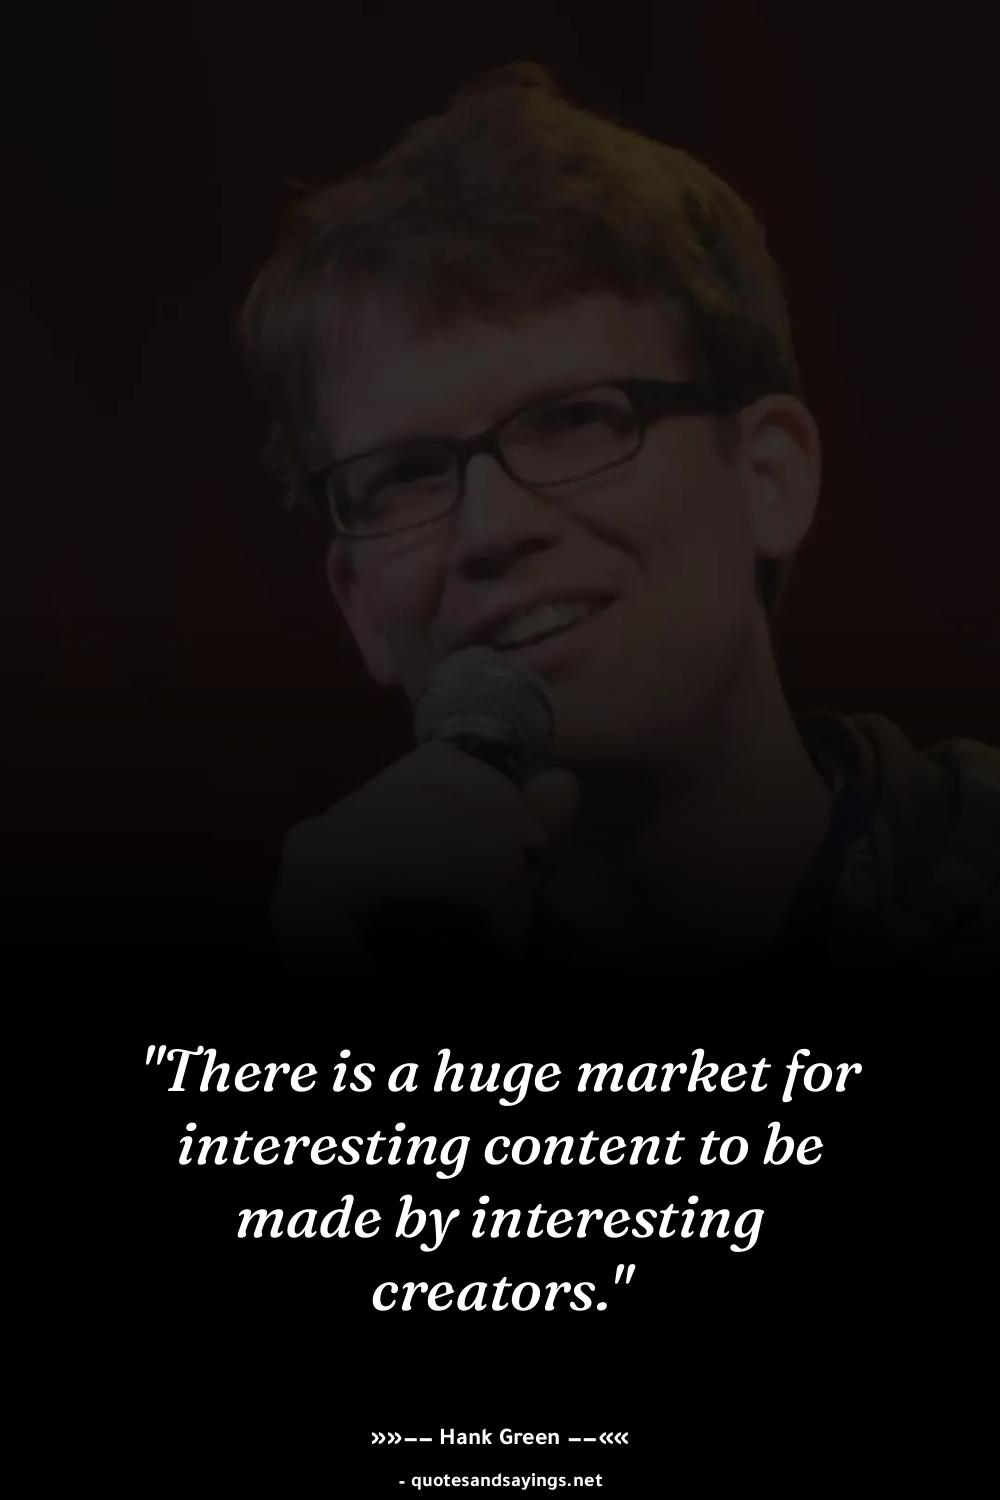 "There is a huge market for
interesting content to be
made by interesting
creators."
»»−− Hank Green −−««
- quotesandsayings.net